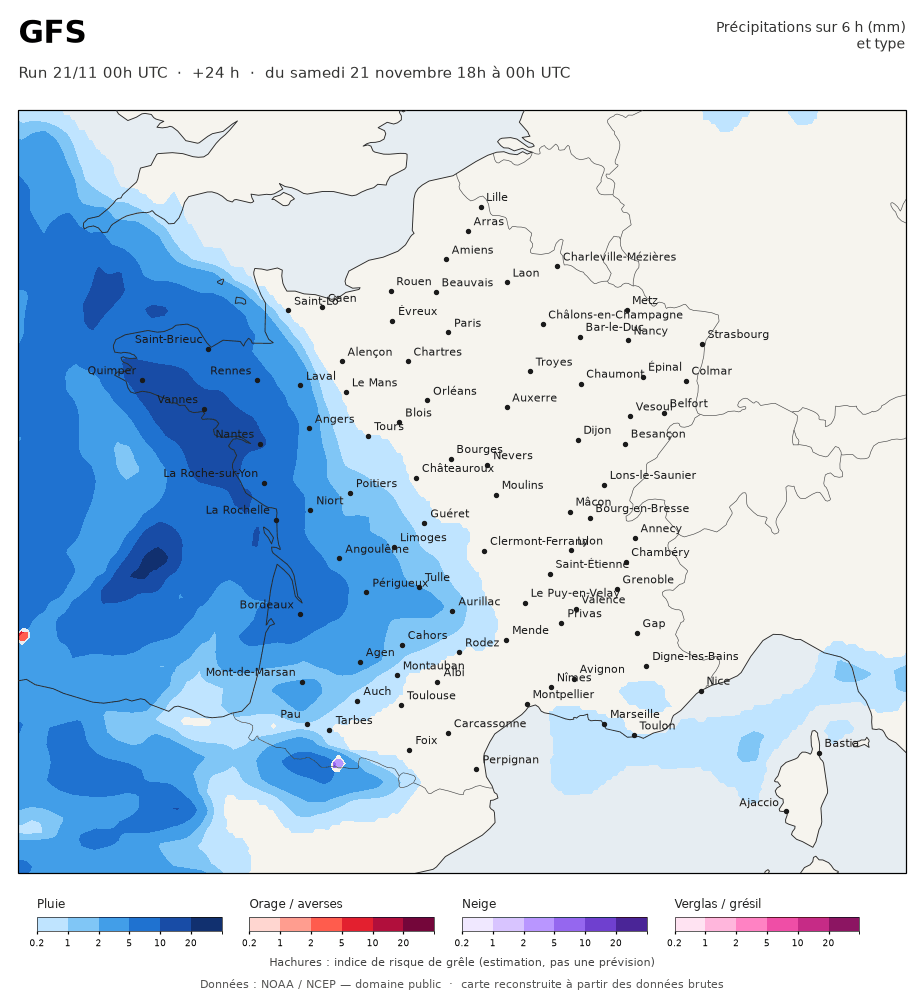 GFS
Précipitations sur 6 h (mm)
et type
Run 21/11 00h UTC · +24 h · du samedi 21 novembre 18h à 00h UTC
Lille
Arras
Amiens
Charleville-Mézières
Laon
Rouen
Beauvais
Saint-Lô
Caen
Metz
Évreux
Châlons-en-Champagne
Paris
Bar-le-Duc
Nancy
Strasbourg
Saint-Brieuc
Alençon
Chartres
Troyes
Épinal
Quimper
Rennes
Laval
Le Mans
Chaumont
Colmar
Vannes
Orléans
Auxerre
Blois
Vesoul
Belfort
Nantes
Angers
Tours
Dijon
Besançon
Bourges
Nevers
La Roche-sur-Yon
Châteauroux
Lons-le-Saunier
Poitiers
Moulins
La Rochelle
Niort
Guéret
Mâcon
Bourg-en-Bresse
Annecy
Limoges
Clermont-Ferrand
Lyon
Angoulême
Chambéry
Saint-Étienne
Périgueux
Tulle
Grenoble
Bordeaux
Aurillac
Le Puy-en-Velay
Valence
Privas
Cahors
Rodez
Mende
Gap
Agen
Digne-les-Bains
Mont-de-Marsan
Montauban
Albi
Nîmes
Avignon
Nice
Auch
Toulouse
Montpellier
Pau
Tarbes
Carcassonne
Marseille
Toulon
Foix
Perpignan
Bastia
Ajaccio
Pluie
Orage / averses
Neige
Verglas / grésil
0.2 1 2 5 10 20
0.2 1 2 5 10 20
0.2 1 2 5 10 20
0.2 1 2 5 10 20
Hachures : indice de risque de grêle (estimation, pas une prévision)
Données : NOAA / NCEP — domaine public · carte reconstruite à partir des données brutes